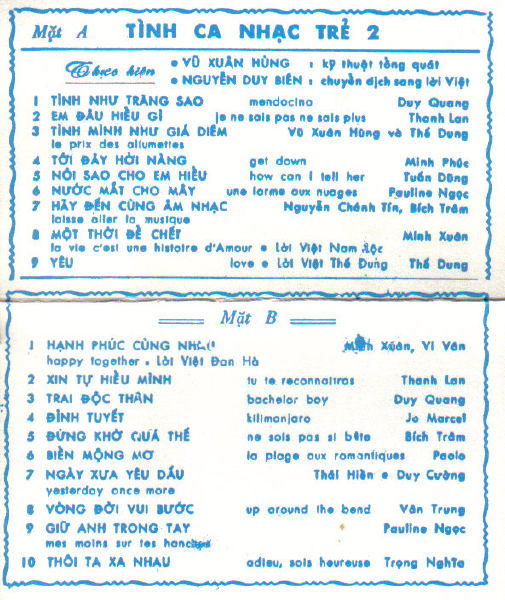 Mặt A TÌNH CA NHẠC TRẺ 2
Thực hiện • VŨ XUÂN HÙNG : kỹ thuật tổng quát
• NGUYỄN DUY BIÊN : chuyển dịch sang lời Việt
1 TÌNH NHƯ TRĂNG SAO mendocino Duy Quang
2 EM ĐÂU HIỂU GÌ je ne sais pas ne sais plus Thanh Lan
3 TÌNH MÌNH NHƯ GIÁ DIÊM Vũ Xuân Hùng và Thế Dung
le prix des allumettes
4 TỚI ĐÂY HỠI NÀNG get down Minh Phúc
5 NÓI SAO CHO EM HIỂU how can I tell her Tuấn Dũng
6 NƯỚC MẮT CHO MÂY une larme aux nuages Pauline Ngọc
7 HÃY ĐẾN CÙNG ÂM NHẠC Nguyễn Chánh Tín, Bích Trâm
laisse aller la musique
8 MỘT THỜI ĐỂ CHẾT Minh Xuân
la vie c'est une histoire d'Amour • Lời Việt Nam Lộc
9 YÊU love • Lời Việt Thế Dung Thế Dung
Mặt B
1 HẠNH PHÚC CÙNG NHAU Minh Xuân, Vi Vân
happy together • Lời Việt Đan Hà
2 XIN TỰ HIỂU MÌNH tu te reconnaitras Thanh Lan
3 TRAI ĐỘC THÂN bachelor boy Duy Quang
4 ĐỈNH TUYẾT kilimanjaro Jo Marcel
5 ĐỪNG KHỜ QUÁ THẾ ne sois pas si bête Bích Trâm
6 BIỂN MỘNG MƠ la plage aux romantiques Paolo
7 NGÀY XƯA YÊU DẤU Thái Hiền • Duy Cường
yesterday once more
8 VÒNG ĐỜI VUI BƯỚC up around the bend Văn Trung
9 GIỮ ANH TRONG TAY Pauline Ngọc
mes mains sur tes hanches
10 THÔI TA XA NHAU adieu, sois heureuse Trọng Nghĩa